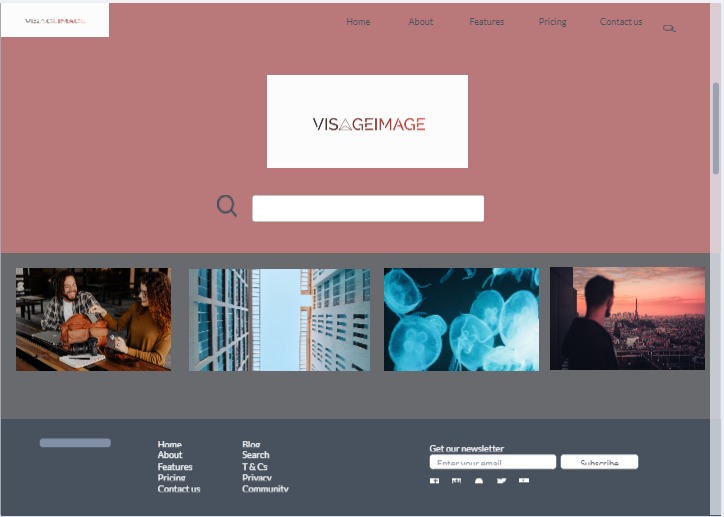 VISAGEIMAGE
Home About Features Pricing Contact us
VISAGEIMAGE
Home
About
Features
Pricing
Contact us
Blog
Search
T & Cs
Privacy
Community
Get our newsletter
Enter your email
Subscribe